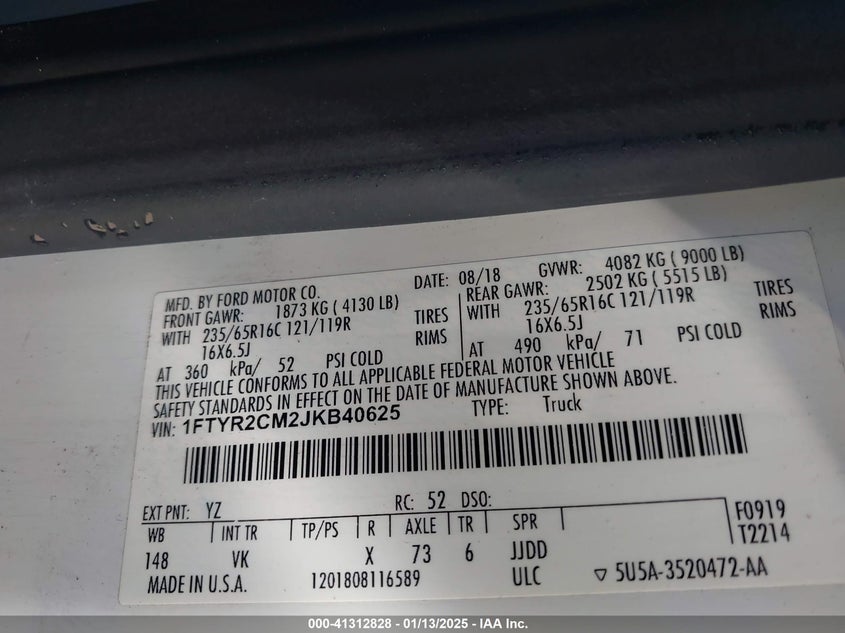 MFD. BY FORD MOTOR CO. DATE: 08/18 GVWR: 4082 KG ( 9000 LB)
FRONT GAWR: 1873 KG ( 4130 LB) REAR GAWR: 2502 KG ( 5515 LB)
WITH 235/65R16C 121/119R TIRES WITH 235/65R16C 121/119R TIRES
16X6.5J RIMS 16X6.5J RIMS
AT 360 kPa/ 52 PSI COLD AT 490 kPa/ 71 PSI COLD
THIS VEHICLE CONFORMS TO ALL APPLICABLE FEDERAL MOTOR VEHICLE
SAFETY STANDARDS IN EFFECT ON THE DATE OF MANUFACTURE SHOWN ABOVE.
VIN: 1FTYR2CM2JKB40625 TYPE: Truck
EXT PNT: YZ RC: 52 DSO: F0919
WB INT TR TP/PS R AXLE TR SPR T2214
148 VK X 73 6 JJDD
MADE IN U.S.A. 1201808116589 ULC ▽ 5U5A-3520472-AA
000-41312828 - 01/13/2025 - IAA Inc.